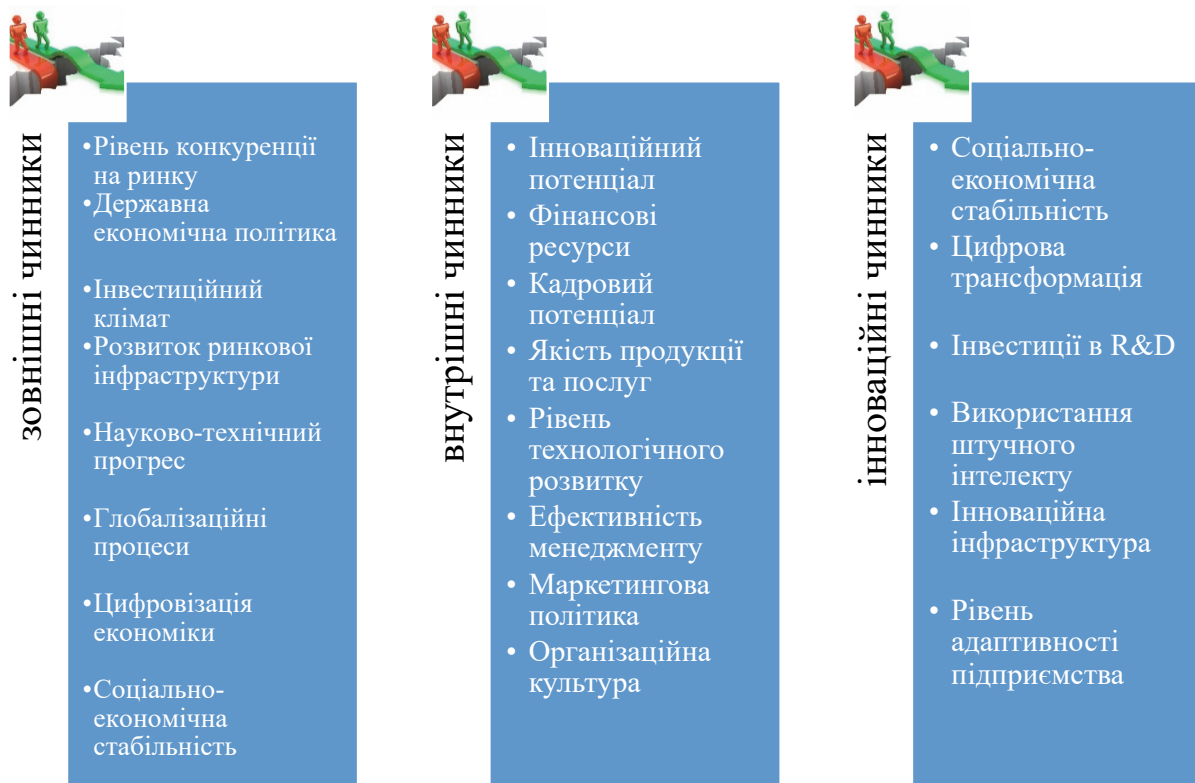 зовнішні чинники
•Рівень конкуренції
на ринку
•Державна
економічна політика
•Інвестиційний
клімат
•Розвиток ринкової
інфраструктури
•Науково-технічний
прогрес
•Глобалізаційні
процеси
•Цифровізація
економіки
•Соціально-
економічна
стабільність
внутрішні чинники
• Інноваційний
потенціал
• Фінансові
ресурси
• Кадровий
потенціал
• Якість продукції
та послуг
• Рівень
технологічного
розвитку
• Ефективність
менеджменту
• Маркетингова
політика
• Організаційна
культура
інноваційні чинники
• Соціально-
економічна
стабільність
• Цифрова
трансформація
• Інвестиції в R&D
• Використання
штучного
інтелекту
• Інноваційна
інфраструктура
• Рівень
адаптивності
підприємства